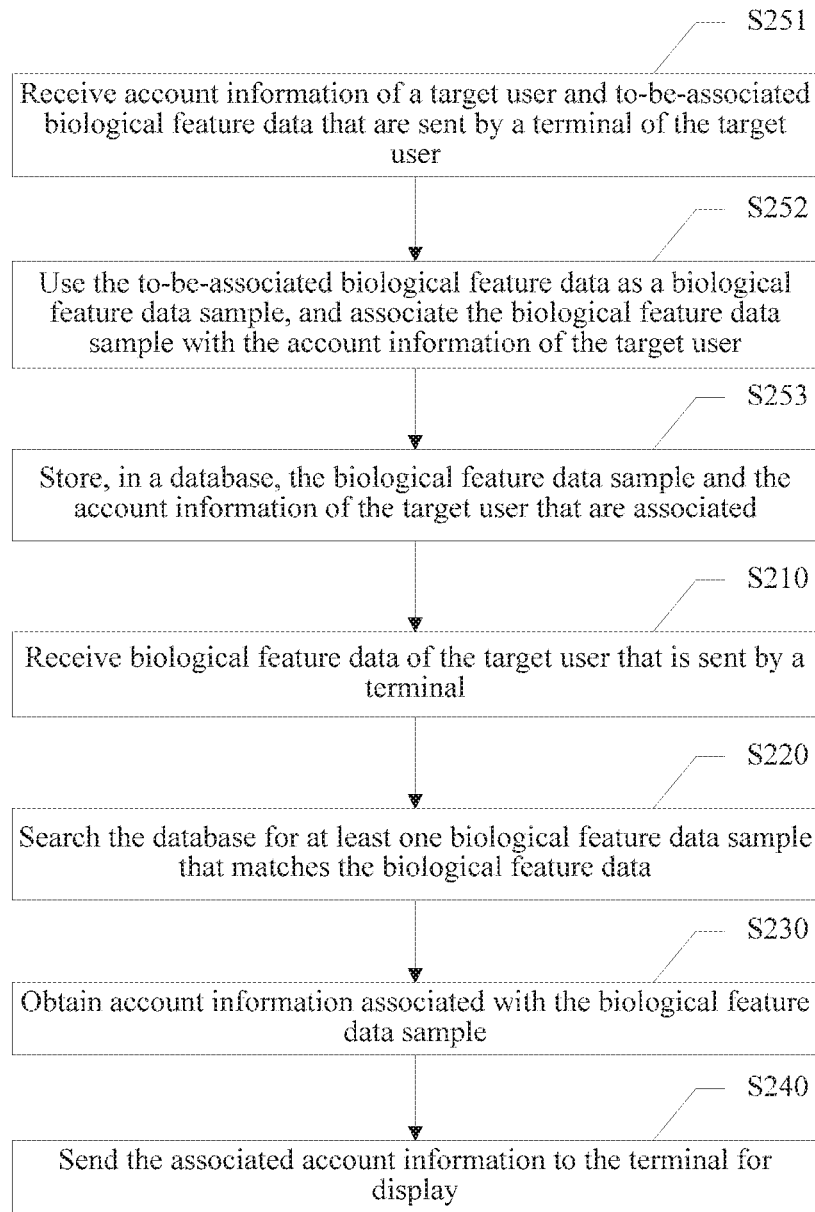 S251
Receive account information of a target user and to-be-associated
biological feature data that are sent by a terminal of the target
user
S252
Use the to-be-associated biological feature data as a biological
feature data sample, and associate the biological feature data
sample with the account information of the target user
S253
Store, in a database, the biological feature data sample and the
account information of the target user that are associated
S210
Receive biological feature data of the target user that is sent by a
terminal
S220
Search the database for at least one biological feature data sample
that matches the biological feature data
S230
Obtain account information associated with the biological feature
data sample
S240
Send the associated account information to the terminal for
display